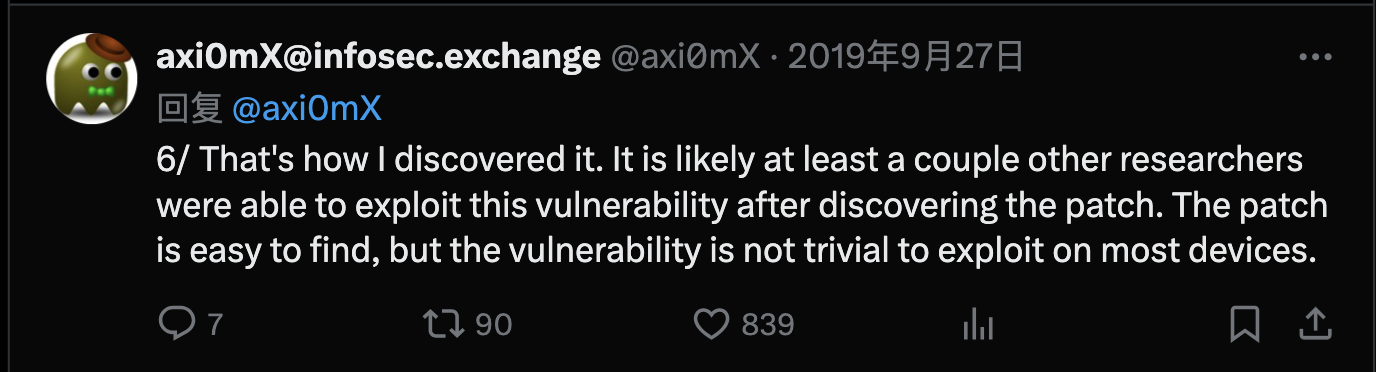 axi0mX@infosec.exchange @axi0mX · 2019年9月27日
回复 @axi0mX
6/ That's how I discovered it. It is likely at least a couple other researchers
were able to exploit this vulnerability after discovering the patch. The patch
is easy to find, but the vulnerability is not trivial to exploit on most devices.
7 90 839